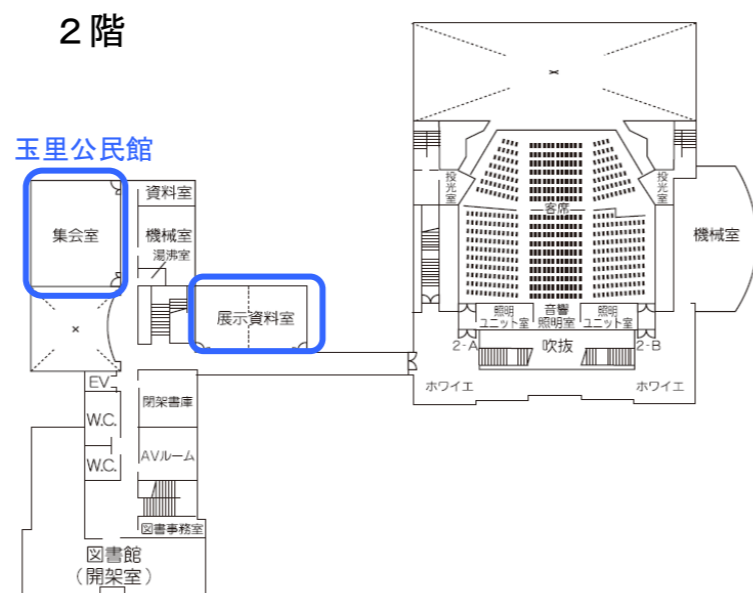 2階
玉里公民館
集会室
資料室
機械室
湯沸室
展示資料室
EV
W.C.
W.C.
閉架書庫
AVルーム
図書事務室
図書館
（開架室）
投光室
投光室
客席
機械室
照明
ユニット室
音響
照明室
照明
ユニット室
2-A
吹抜
2-B
ホワイエ
ホワイエ